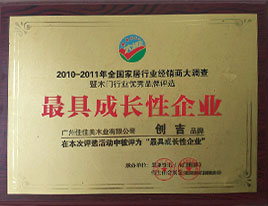 2010-2011年全国家居行业经销商大调查
暨木门行业优秀品牌评选
最具成长性企业
广州佳佳美木业有限公司 创吉 品牌
在本次评选活动中被评为“最具成长性企业”